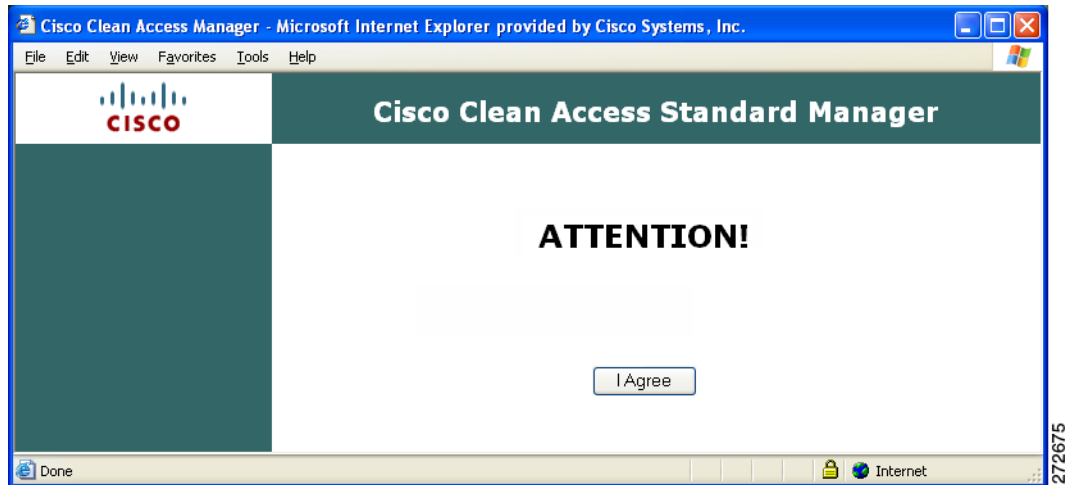 Cisco Clean Access Manager - Microsoft Internet Explorer provided by Cisco Systems, Inc.
File Edit View Favorites Tools Help
CISCO
Cisco Clean Access Standard Manager
ATTENTION!
I Agree
Done
Internet
272675